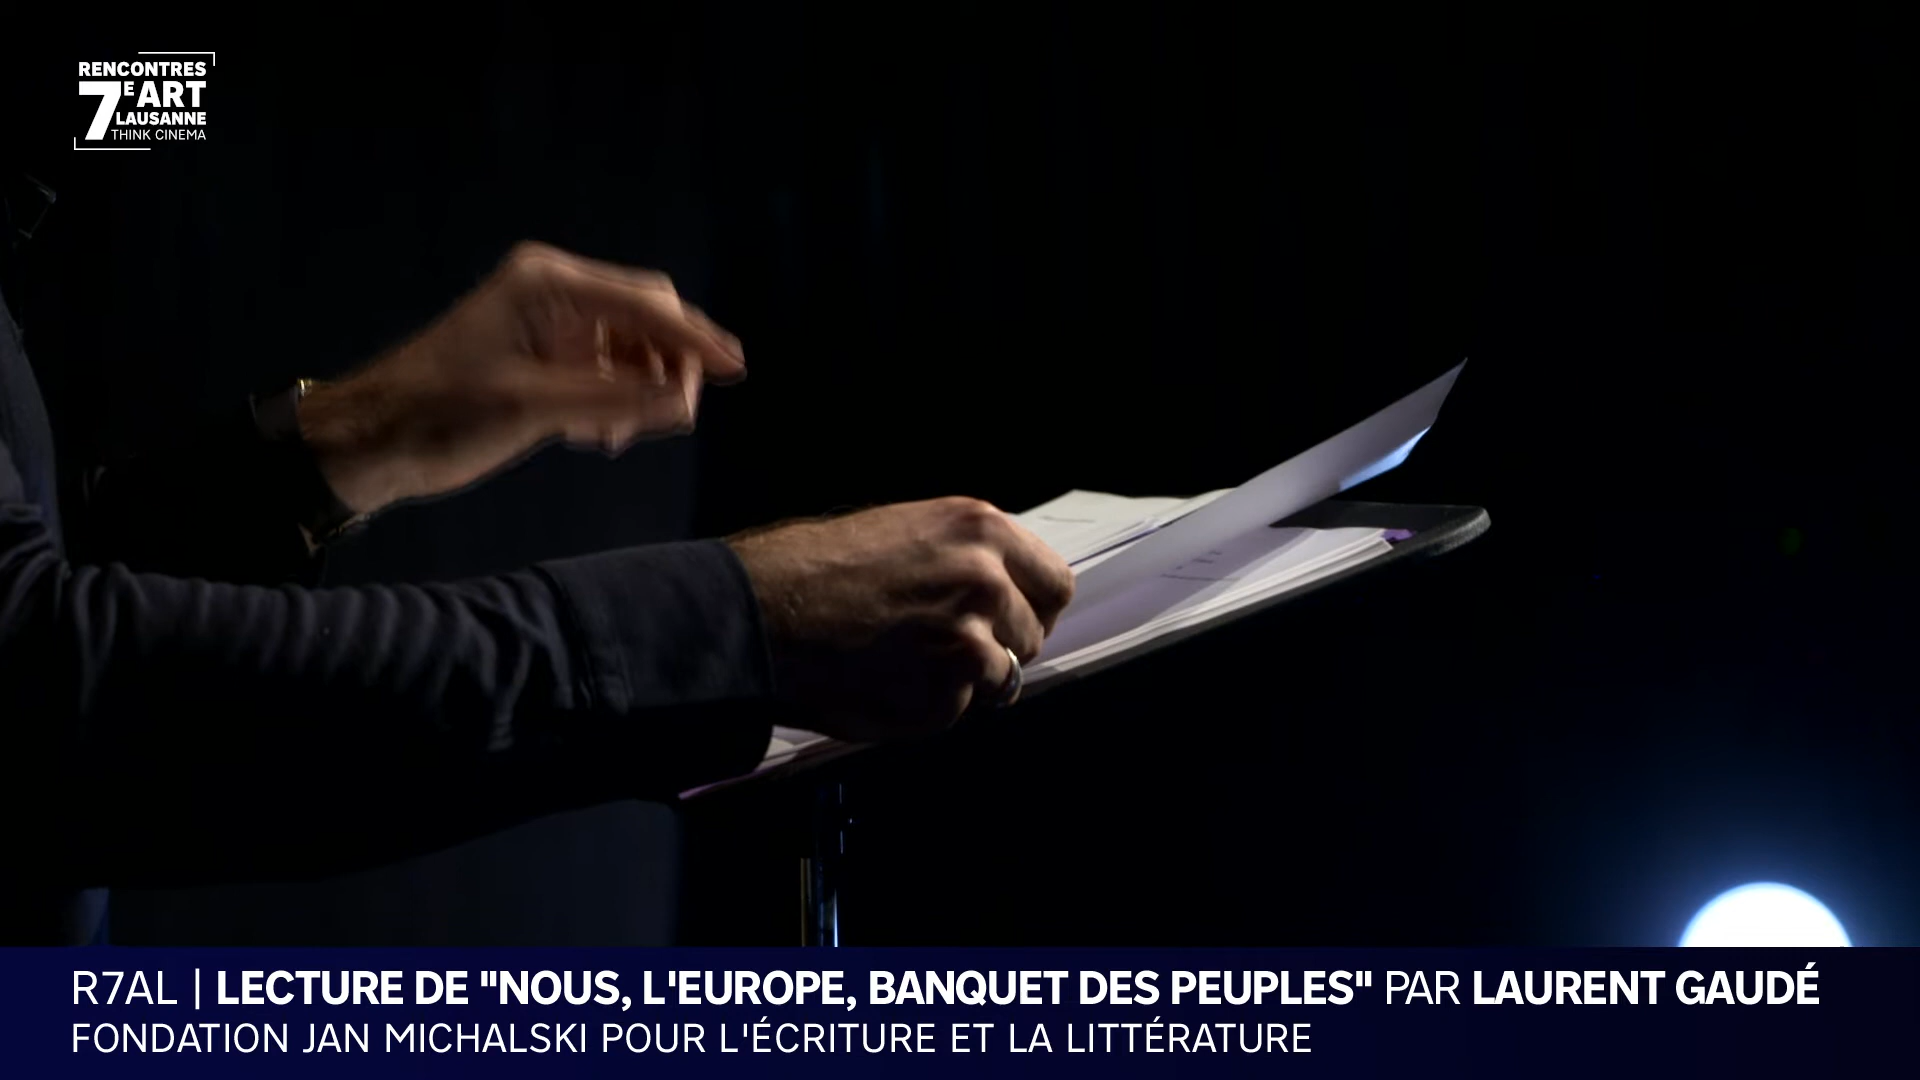 RENCONTRES
7E ART
LAUSANNE
THINK CINEMA
R7AL | LECTURE DE "NOUS, L'EUROPE, BANQUET DES PEUPLES" PAR LAURENT GAUDÉ
FONDATION JAN MICHALSKI POUR L'ÉCRITURE ET LA LITTÉRATURE